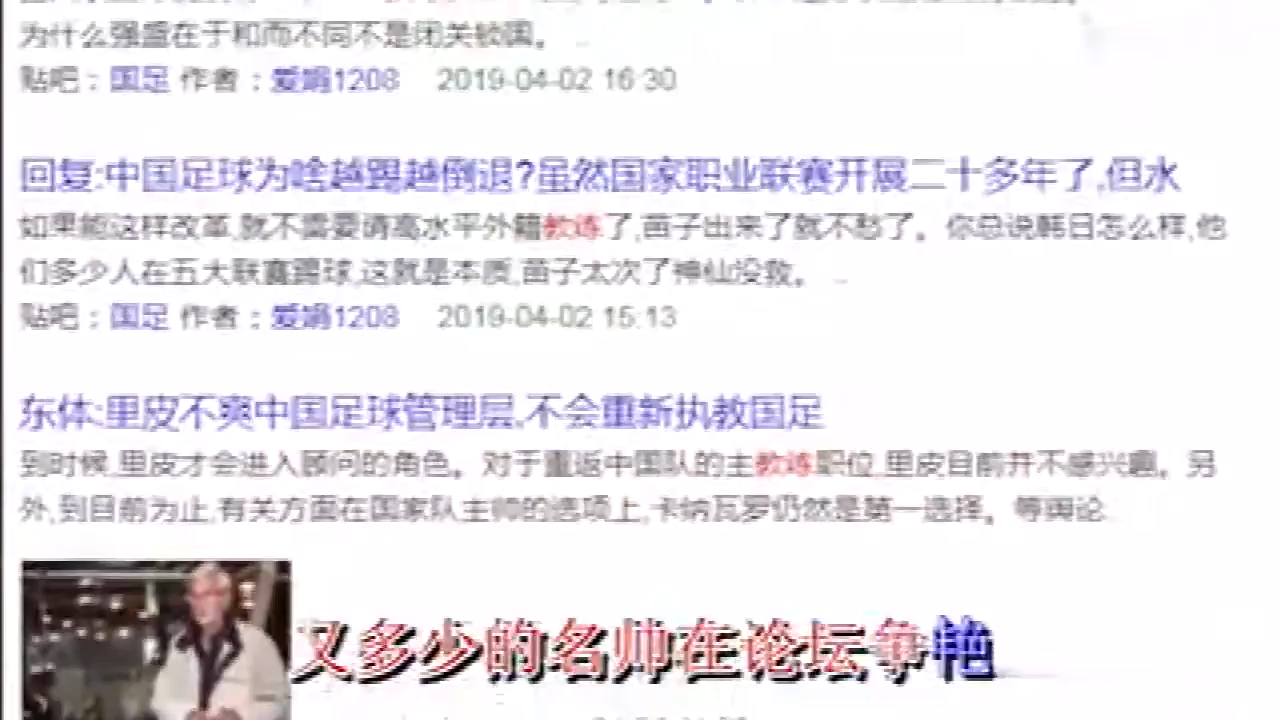 为什么强盛在于和而不同不是闭关锁国。 ...
贴吧：国足 作者：爱娟1208 2019-04-02 16:30
回复:中国足球为啥越踢越倒退?虽然国家职业联赛开展二十多年了,但水
如果能这样改革,就不需要请高水平外籍教练了,苗子出来了就不愁了。你总说韩日怎么样,他
们多少人在五大联赛踢球,这就是本质,苗子太次了神仙没救。 ...
贴吧：国足 作者：爱娟1208 2019-04-02 15:13
东体:里皮不爽中国足球管理层,不会重新执教国足
到时候,里皮才会进入顾问的角色。对于重返中国队的主教练职位,里皮目前并不感兴趣。另
外,到目前为止,有关方面在国家队主帅的选项上,卡纳瓦罗仍然是第一选择。等舆论
又多少的名帅在论坛争艳